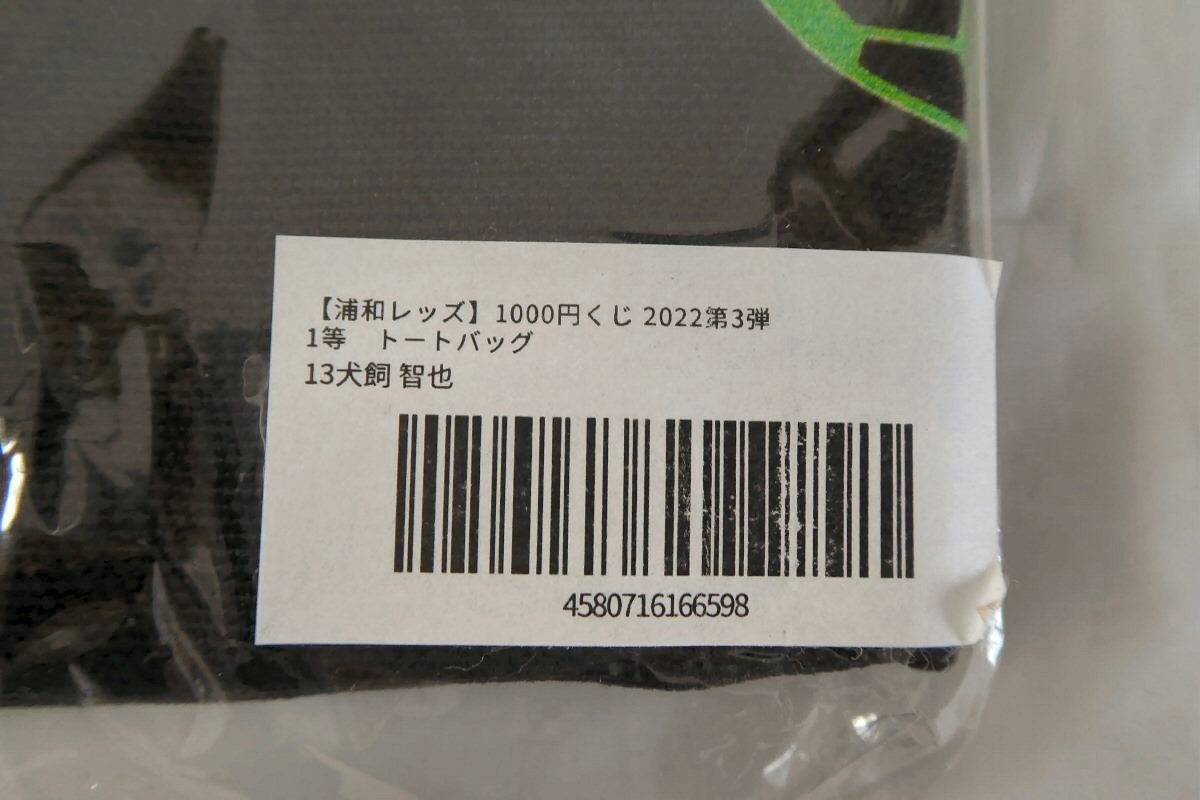 【浦和レッズ】1000円くじ 2022第3弾
1等　トートバッグ
13犬飼 智也
4580716166598